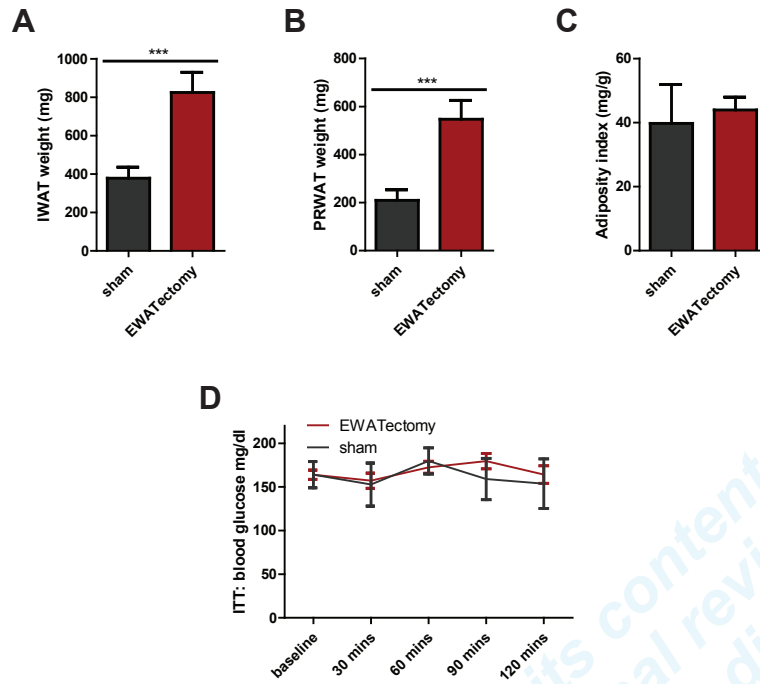 A
IWAT weight (mg)
1000
800
600
400
200
0
***
sham
EWATectomy
B
PRWAT weight (mg)
800
600
400
200
0
***
sham
EWATectomy
C
Adiposity index (mg/g)
60
40
20
0
sham
EWATectomy
D
ITT: blood glucose mg/dl
EWATectomy
sham
200
150
100
50
0
baseline
30 mins
60 mins
90 mins
120 mins
its content